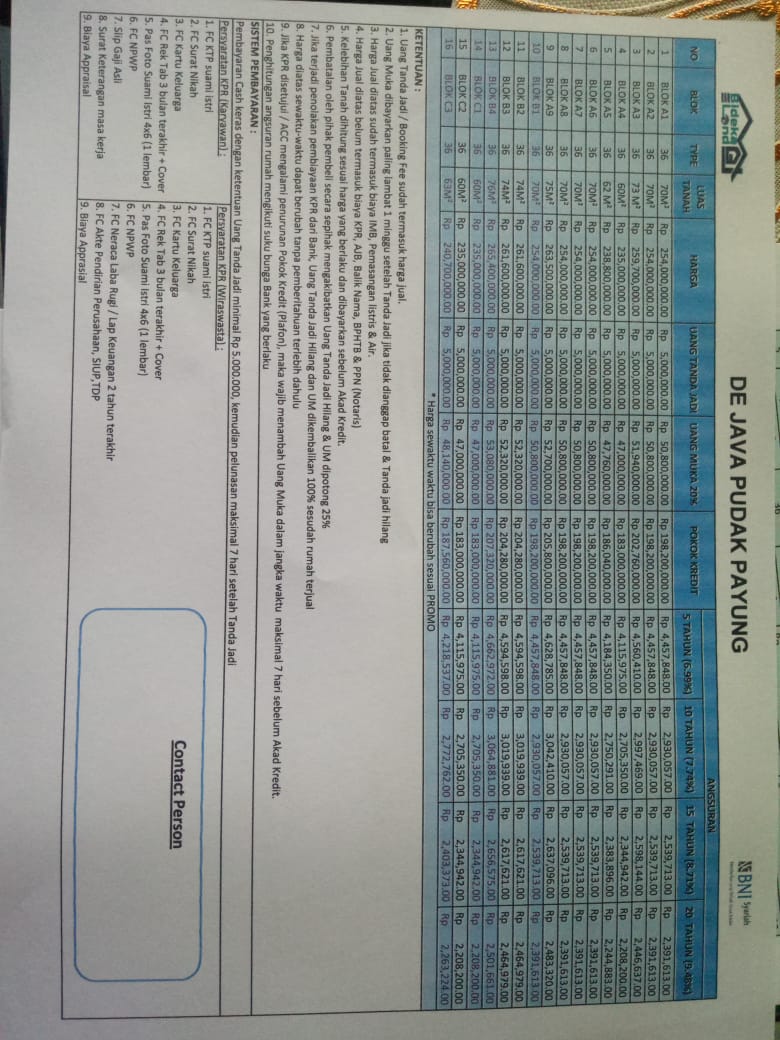 Bideka Land
DE JAVA PUDAK PAYUNG
BNI Syariah
NO BLOK TYPE LUAS TANAH HARGA UANG TANDA JADI UANG MUKA 20% POKOK KREDIT ANGSURAN
5 TAHUN (6.99%) 10 TAHUN (7.74%) 15 TAHUN (8.71%) 20 TAHUN (9.48%)
1 BLOK A1 36 70M² Rp 254,000,000.00 Rp 5,000,000.00 Rp 50,800,000.00 Rp 198,200,000.00 Rp 4,457,848.00 Rp 2,930,057.00 Rp 2,539,713.00 Rp 2,391,613.00
2 BLOK A2 36 70M² Rp 254,000,000.00 Rp 5,000,000.00 Rp 50,800,000.00 Rp 198,200,000.00 Rp 4,457,848.00 Rp 2,930,057.00 Rp 2,539,713.00 Rp 2,391,613.00
3 BLOK A3 36 73 M² Rp 259,700,000.00 Rp 5,000,000.00 Rp 51,940,000.00 Rp 202,760,000.00 Rp 4,560,410.00 Rp 2,997,469.00 Rp 2,598,144.00 Rp 2,446,637.00
4 BLOK A4 36 60M² Rp 235,000,000.00 Rp 5,000,000.00 Rp 47,000,000.00 Rp 183,000,000.00 Rp 4,115,975.00 Rp 2,705,350.00 Rp 2,344,942.00 Rp 2,208,200.00
5 BLOK A5 36 62 M² Rp 238,800,000.00 Rp 5,000,000.00 Rp 47,760,000.00 Rp 186,040,000.00 Rp 4,184,350.00 Rp 2,750,291.00 Rp 2,383,896.00 Rp 2,244,883.00
6 BLOK A6 36 70M² Rp 254,000,000.00 Rp 5,000,000.00 Rp 50,800,000.00 Rp 198,200,000.00 Rp 4,457,848.00 Rp 2,930,057.00 Rp 2,539,713.00 Rp 2,391,613.00
7 BLOK A7 36 70M² Rp 254,000,000.00 Rp 5,000,000.00 Rp 50,800,000.00 Rp 198,200,000.00 Rp 4,457,848.00 Rp 2,930,057.00 Rp 2,539,713.00 Rp 2,391,613.00
8 BLOK A8 36 70M² Rp 254,000,000.00 Rp 5,000,000.00 Rp 50,800,000.00 Rp 198,200,000.00 Rp 4,457,848.00 Rp 2,930,057.00 Rp 2,539,713.00 Rp 2,391,613.00
9 BLOK A9 36 75M² Rp 263,500,000.00 Rp 5,000,000.00 Rp 52,700,000.00 Rp 205,800,000.00 Rp 4,628,785.00 Rp 3,042,410.00 Rp 2,637,096.00 Rp 2,483,320.00
10 BLOK B1 36 70M² Rp 254,000,000.00 Rp 5,000,000.00 Rp 50,800,000.00 Rp 198,200,000.00 Rp 4,457,848.00 Rp 2,930,057.00 Rp 2,539,713.00 Rp 2,391,613.00
11 BLOK B2 36 74M² Rp 261,600,000.00 Rp 5,000,000.00 Rp 52,320,000.00 Rp 204,280,000.00 Rp 4,594,598.00 Rp 3,019,939.00 Rp 2,617,621.00 Rp 2,464,979.00
12 BLOK B3 36 74M² Rp 261,600,000.00 Rp 5,000,000.00 Rp 52,320,000.00 Rp 204,280,000.00 Rp 4,594,598.00 Rp 3,019,939.00 Rp 2,617,621.00 Rp 2,464,979.00
13 BLOK B4 36 76M² Rp 265,400,000.00 Rp 5,000,000.00 Rp 53,080,000.00 Rp 207,320,000.00 Rp 4,662,972.00 Rp 3,064,881.00 Rp 2,656,575.00 Rp 2,501,661.00
14 BLOK C1 36 60M² Rp 235,000,000.00 Rp 5,000,000.00 Rp 47,000,000.00 Rp 183,000,000.00 Rp 4,115,975.00 Rp 2,705,350.00 Rp 2,344,942.00 Rp 2,208,200.00
15 BLOK C2 36 60M² Rp 235,000,000.00 Rp 5,000,000.00 Rp 47,000,000.00 Rp 183,000,000.00 Rp 4,115,975.00 Rp 2,705,350.00 Rp 2,344,942.00 Rp 2,208,200.00
16 BLOK C3 36 63M² Rp 240,700,000.00 Rp 5,000,000.00 Rp 48,140,000.00 Rp 187,560,000.00 Rp 4,218,537.00 Rp 2,772,762.00 Rp 2,403,373.00 Rp 2,263,224.00
* Harga sewaktu waktu bisa berubah sesuai PROMO
KETENTUAN :
1. Uang Tanda Jadi / Booking Fee sudah termasuk harga jual.
2. Uang Muka dibayarkan paling lambat 1 minggu setelah Tanda Jadi jika tidak dianggap batal & Tanda jadi hilang
3. Harga Jual diatas sudah termasuk biaya IMB, Pemasangan listris & Air.
4. Harga Jual diatas belum termasuk biaya KPR, AJB, Balik Nama, BPHTB & PPN (Notaris)
5. Kelebihan Tanah dihitung sesuai harga yang berlaku dan dibayarkan sebelum Akad Kredit.
6. Pembatalan oleh pihak pembeli secara sepihak mengakibatkan Uang Tanda Jadi Hilang & UM dipotong 25%
7. Jika terjadi penolakan pembiayaan KPR dari Bank, Uang Tanda Jadi Hilang dan UM dikembalikan 100% sesudah rumah terjual
8. Harga diatas sewaktu-waktu dapat berubah tanpa pemberitahuan terlebih dahulu
9. Jika KPR disetujui / ACC mengalami penurunan Pokok Kredit (Plafon), maka wajib menambah Uang Muka dalam jangka waktu maksimal 7 hari sebelum Akad Kredit.
10. Penghitungan angsuran rumah mengikuti suku bunga Bank yang berlaku
SISTEM PEMBAYARAN :
Pembayaran Cash keras dengan ketentuan Uang Tanda Jadi minimal Rp 5.000.000, kemudian pelunasan maksimal 7 hari setelah Tanda Jadi
Persyaratan KPR (Karyawan) :
1. FC KTP suami istri
2. FC Surat Nikah
3. FC Kartu Keluarga
4. FC Rek Tab 3 bulan terakhir + Cover
5. Pas Foto Suami Istri 4x6 (1 lembar)
6. FC NPWP
7. Slip Gaji Asli
8. Surat Keterangan masa kerja
9. Biaya Appraisal
Persyaratan KPR (Wiraswasta) :
1. FC KTP suami istri
2. FC Surat Nikah
3. FC Kartu Keluarga
4. FC Rek Tab 3 bulan terakhir + Cover
5. Pas Foto Suami Istri 4x6 (1 lembar)
6. FC NPWP
7. FC Neraca Laba Rugi / Lap Keuangan 2 tahun terakhir
8. FC Akte Pendirian Perusahaan, SIUP,TDP
9. Biaya Apprasial
Contact Person